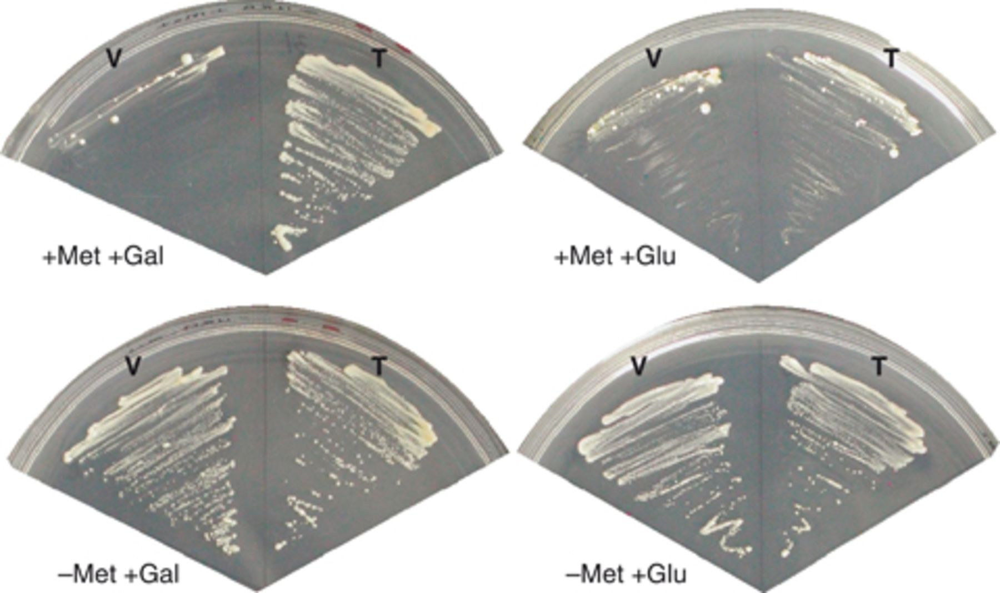 V T
+Met +Gal
V T
+Met +Glu
V T
–Met +Gal
V T
–Met +Glu